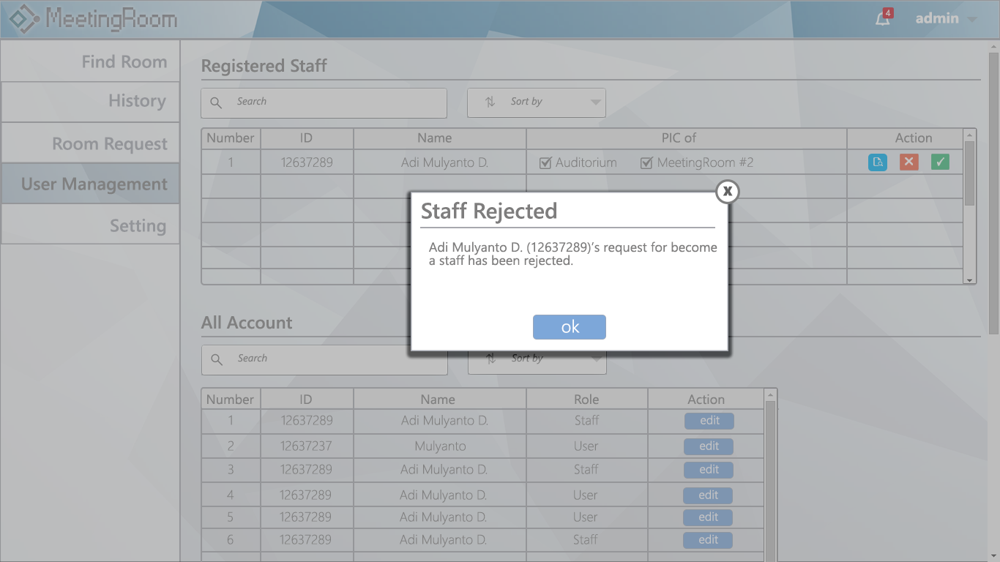 MeetingRoom
4
admin
Find Room
History
Room Request
User Management
Setting
Registered Staff
Search
Sort by
Number ID Name PIC of Action
1 12637289 Adi Mulyanto D. Auditorium MeetingRoom #2
X
Staff Rejected
Adi Mulyanto D. (12637289)'s request for become
a staff has been rejected.
ok
All Account
Search
Sort by
Number ID Name Role Action
1 12637289 Adi Mulyanto D. Staff edit
2 12637237 Mulyanto User edit
3 12637289 Adi Mulyanto D. Staff edit
4 12637289 Adi Mulyanto D. User edit
5 12637289 Adi Mulyanto D. User edit
6 12637289 Adi Mulyanto D. Staff edit